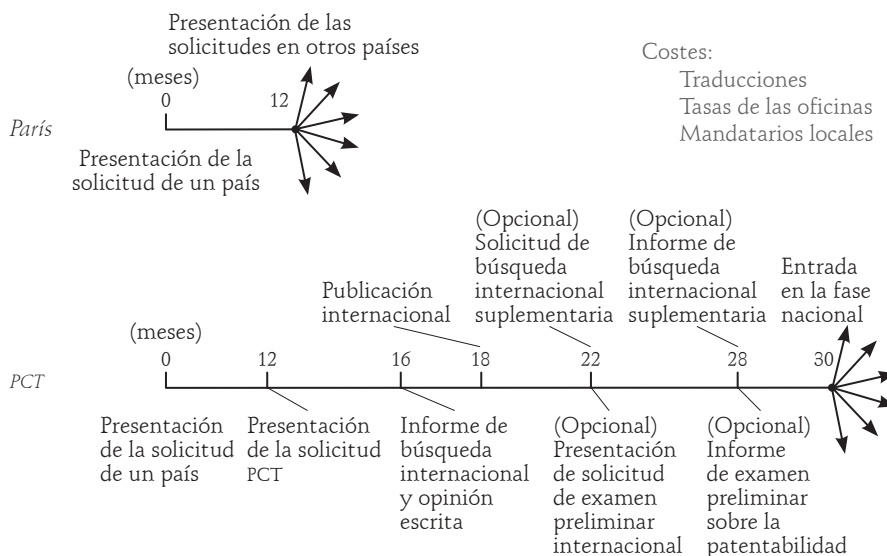 Presentación de las
solicitudes en otros países
Costes:
Traducciones
Tasas de las oficinas
Mandatarios locales
(meses)
0
12
París
Presentación de la
solicitud de un país
(Opcional)
Solicitud de
búsqueda
internacional
suplementaria
(Opcional)
Informe de
búsqueda
internacional
suplementaria
Entrada
en la fase
nacional
Publicación
internacional
(meses)
0
12
16
18
22
28
30
PCT
Presentación
de la solicitud
de un país
Presentación
de la solicitud
PCT
Informe de
búsqueda
internacional
y opinión
escrita
(Opcional)
Presentación
de solicitud
de examen
preliminar
internacional
(Opcional)
Informe
de examen
preliminar
sobre la
patentabilidad